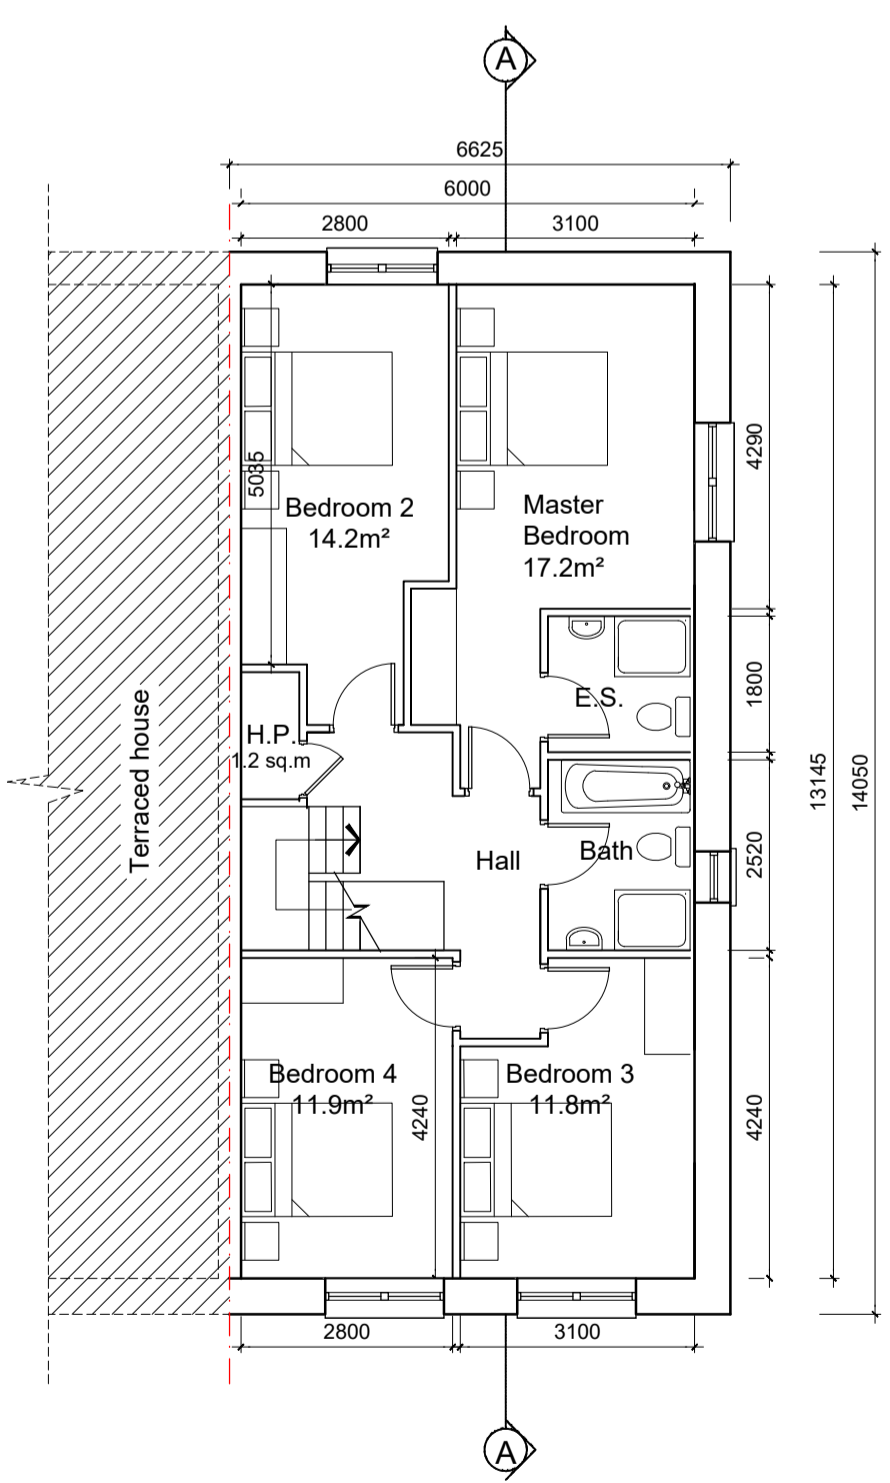 A
6625
6000
2800
3100
4290
5035
Bedroom 2
14.2m²
Master
Bedroom
17.2m²
1800
E.S.
H.P.
1.2 sq.m
Terraced house
13145
14050
Hall
Bath
2520
Bedroom 4
11.9m²
4240
Bedroom 3
11.8m²
4240
2800
3100
A